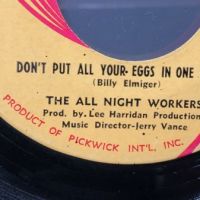 DON'T PUT ALL YOUR EGGS IN ONE
(Billy Elmiger)
THE ALL NIGHT WORKERS
Prod. by: Lee Harridan Production
Music Director-Jerry Vance
PRODUCT OF PICKWICK INT'L, INC.